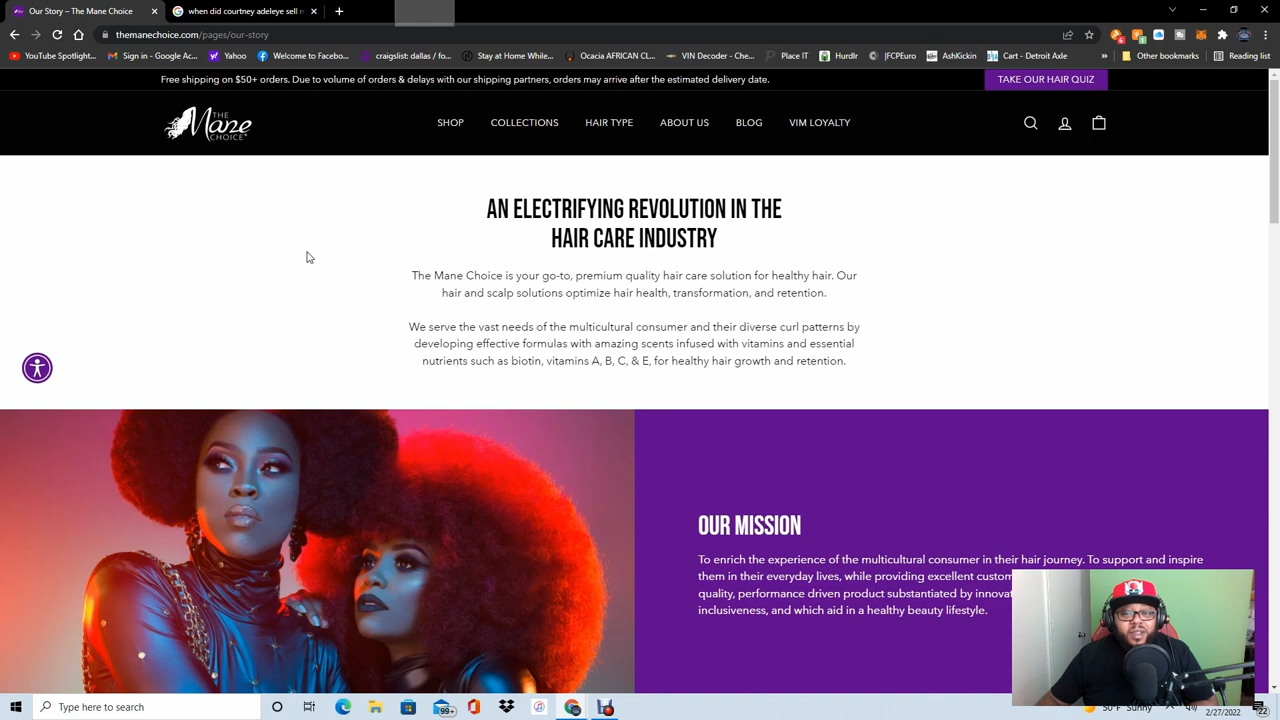 Our Story – The Mane Choice
when did courtney adeleye sell m
themanechoice.com/pages/our-story
YouTube Spotlight...
Sign in - Google Ac...
Yahoo
Welcome to Facebo...
craigslist: dallas / fo...
Stay at Home Work...
Ocacia AFRICAN CL...
VIN Decoder - Che...
Place IT
Hurdlr
|FCPEuro
AshKickin
Cart - Detroit Axle
Other bookmarks
Reading list
Free shipping on $50+ orders. Due to volume of orders & delays with our shipping partners, orders may arrive after the estimated delivery date.
TAKE OUR HAIR QUIZ
THE Mane CHOICE
SHOP
COLLECTIONS
HAIR TYPE
ABOUT US
BLOG
VIM LOYALTY
AN ELECTRIFYING REVOLUTION IN THE
HAIR CARE INDUSTRY
The Mane Choice is your go-to, premium quality hair care solution for healthy hair. Our
hair and scalp solutions optimize hair health, transformation, and retention.
We serve the vast needs of the multicultural consumer and their diverse curl patterns by
developing effective formulas with amazing scents infused with vitamins and essential
nutrients such as biotin, vitamins A, B, C, & E, for healthy hair growth and retention.
OUR MISSION
To enrich the experience of the multicultural consumer in their hair journey. To support and inspire
them in their everyday lives, while providing excellent custom
quality, performance driven product substantiated by innovat
inclusiveness, and which aid in a healthy beauty lifestyle.
Type here to search
99+
50°F Sunny
2/27/2022
22